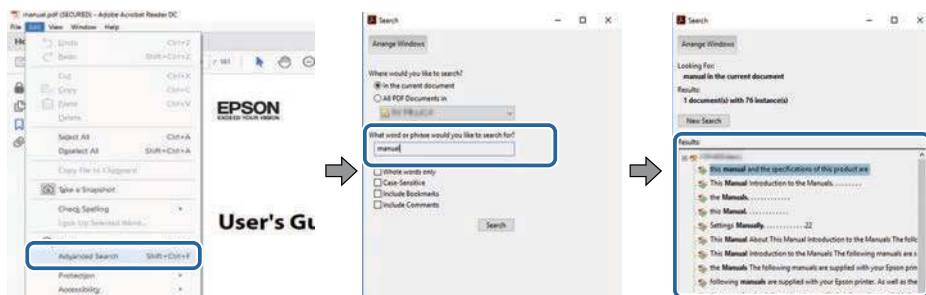 manual.pdf (SECURED) - Adobe Acrobat Reader DC
File Edit View Window Help
Undo Ctrl+Z
Redo Shift+Ctrl+Z
Cut Ctrl+X
Copy Ctrl+C
Paste Ctrl+V
Delete
Select All Ctrl+A
Deselect All Shift+Ctrl+A
Copy File to Clipboard
Take a Snapshot
Check Spelling
Advanced Search Shift+Ctrl+F
Protection
Accessibility
EPSON
EXCEED YOUR VISION
User's Gu
Search
Arrange Windows
Where would you like to search?
In the current document
All PDF Documents in
What word or phrase would you like to search for?
manual
Whole words only
Case-Sensitive
Include Bookmarks
Include Comments
Search
Search
Arrange Windows
Looking For:
manual in the current document
Results:
1 document(s) with 76 instance(s)
New Search
Results:
this manual and the specifications of this product are
This Manual Introduction to the Manuals.........
the Manuals.............
this Manual.............
Settings Manually.............22
This Manual About This Manual Introduction to the Manuals The follo
This Manual Introduction to the Manuals The following manuals are s
the Manuals The following manuals are supplied with your Epson prin
following manuals are supplied with your Epson printer. As well as the